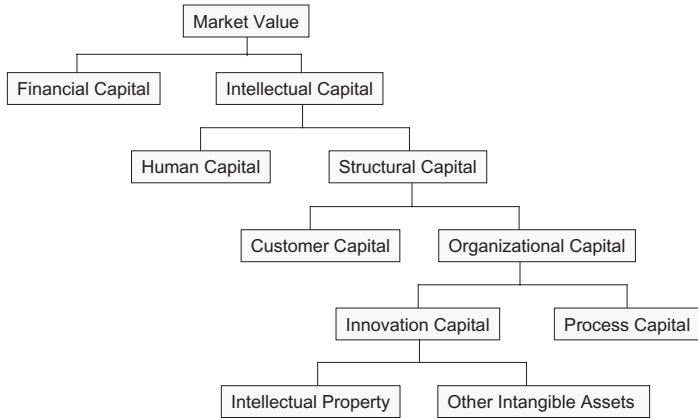 Market Value
Financial Capital
Intellectual Capital
Human Capital
Structural Capital
Customer Capital
Organizational Capital
Innovation Capital
Process Capital
Intellectual Property
Other Intangible Assets